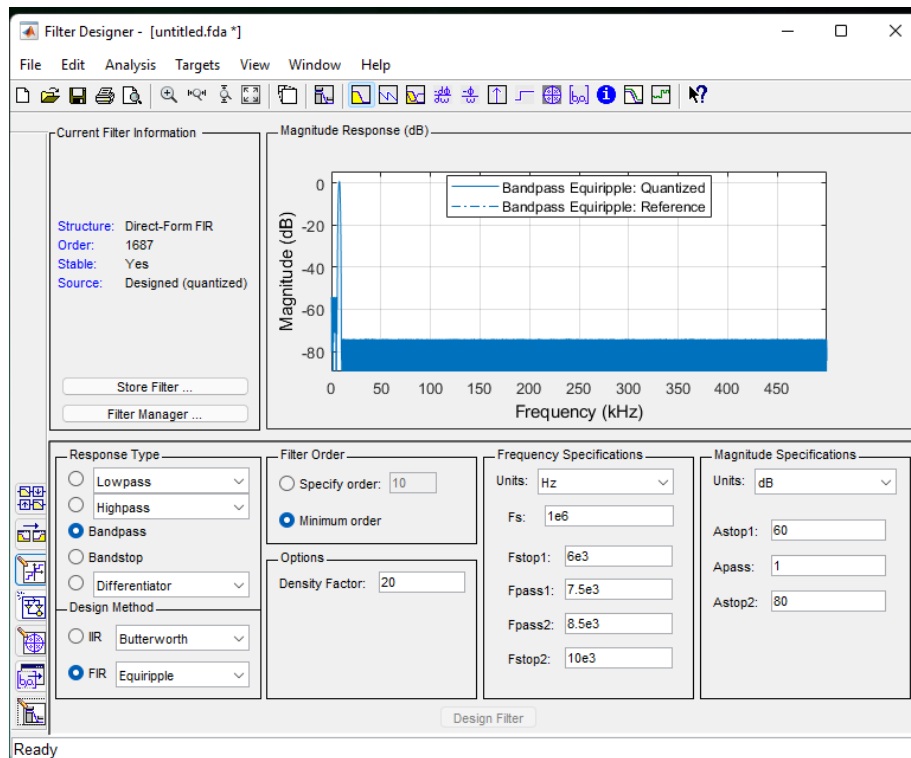 Filter Designer - [untitled.fda *]
File Edit Analysis Targets View Window Help
Current Filter Information
Structure: Direct-Form FIR
Order: 1687
Stable: Yes
Source: Designed (quantized)
Store Filter ...
Filter Manager ...
Magnitude Response (dB)
Bandpass Equiripple: Quantized
Bandpass Equiripple: Reference
Magnitude (dB)
0
-20
-40
-60
-80
0 50 100 150 200 250 300 350 400 450
Frequency (kHz)
Response Type
Lowpass
Highpass
Bandpass
Bandstop
Differentiator
Design Method
IIR Butterworth
FIR Equiripple
Filter Order
Specify order: 10
Minimum order
Options
Density Factor: 20
Frequency Specifications
Units: Hz
Fs: 1e6
Fstop1: 6e3
Fpass1: 7.5e3
Fpass2: 8.5e3
Fstop2: 10e3
Magnitude Specifications
Units: dB
Astop1: 60
Apass: 1
Astop2: 80
Design Filter
Ready